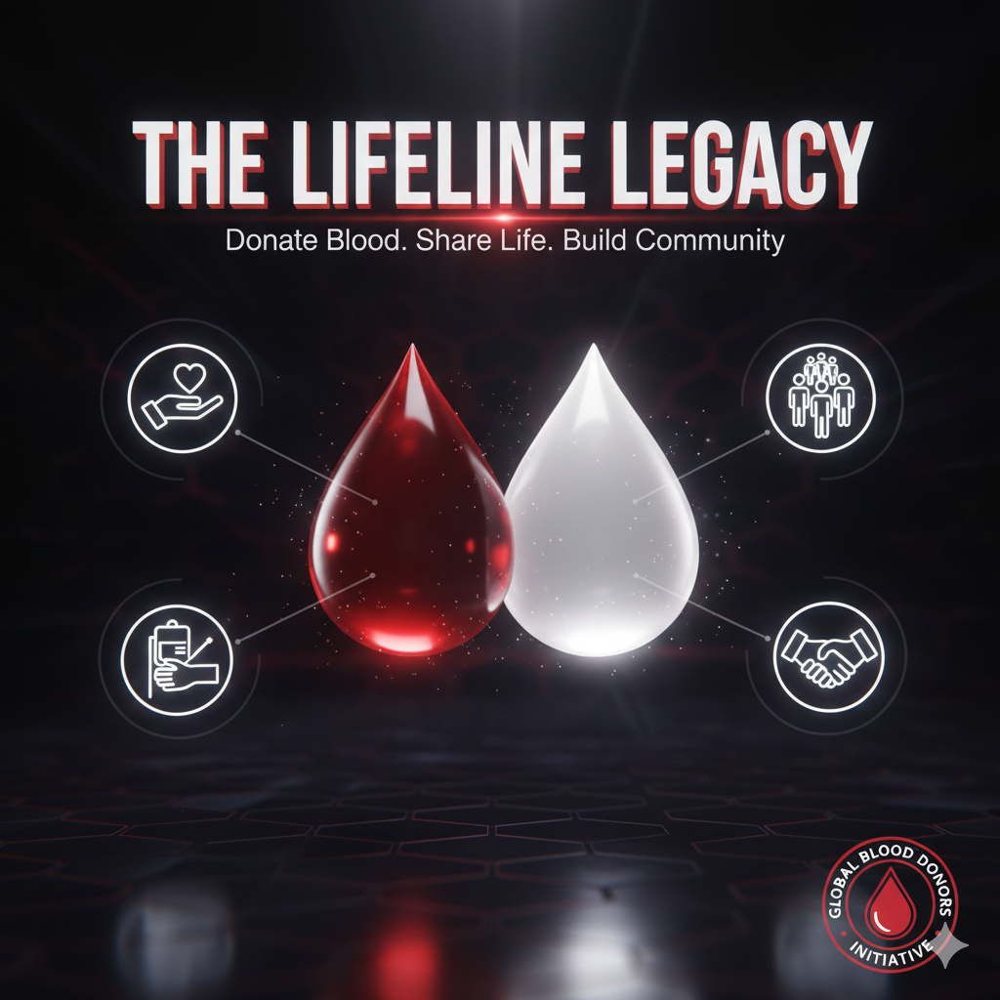 THE LIFELINE LEGACY
Donate Blood. Share Life. Build Community
GLOBAL BLOOD DONORS
INITIATIVE